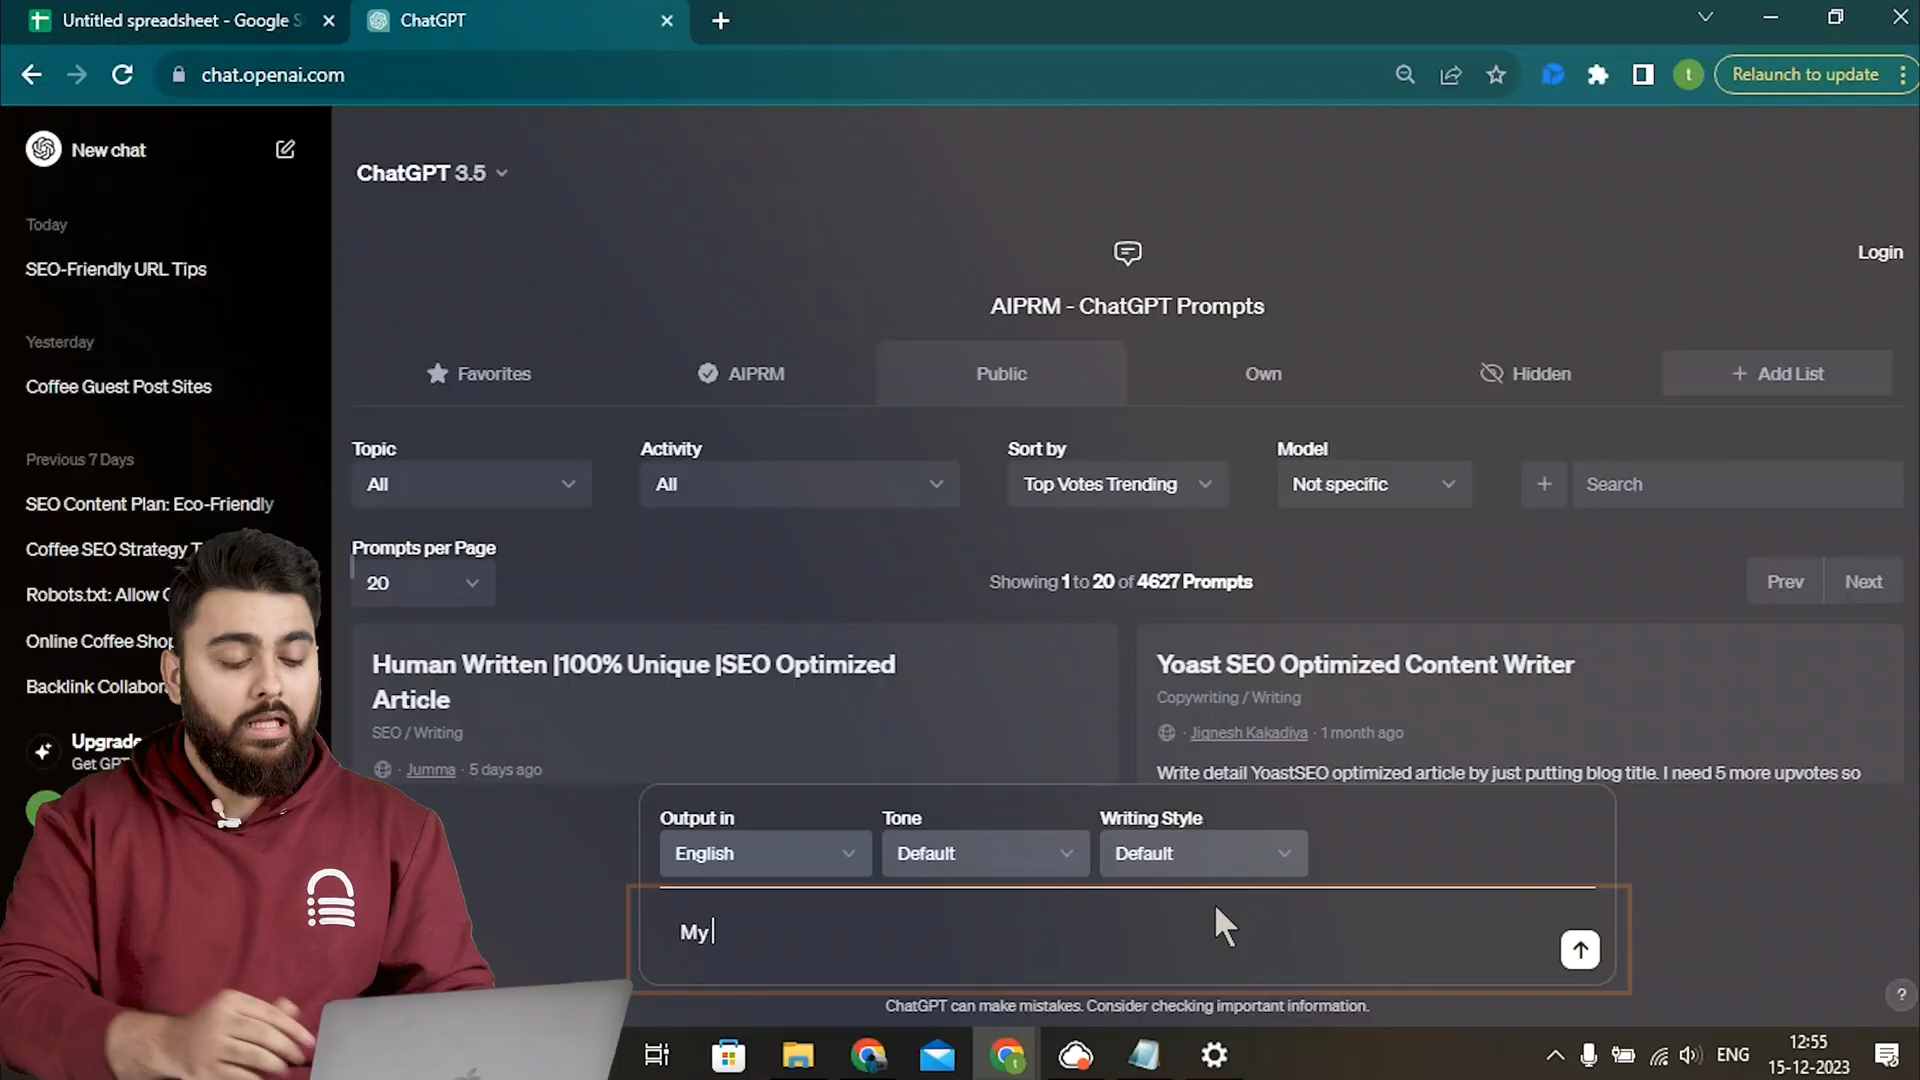 Untitled spreadsheet - Google S
ChatGPT
chat.openai.com
t
Relaunch to update
New chat
ChatGPT 3.5
Today
SEO-Friendly URL Tips
Login
AIPRM - ChatGPT Prompts
Yesterday
Coffee Guest Post Sites
Favorites
AIPRM
Public
Own
Hidden
+ Add List
Previous 7 Days
SEO Content Plan: Eco-Friendly
Coffee SEO Strategy T
Robots.txt: Allow
Online Coffee Shop
Backlink Collabor
Upgrade
Get GPT
Topic
Activity
Sort by
Model
All
All
Top Votes Trending
Not specific
+
Search
Prompts per Page
20
Showing 1 to 20 of 4627 Prompts
Prev
Next
Human Written |100% Unique |SEO Optimized
Article
SEO / Writing
· Jumma · 5 days ago
Yoast SEO Optimized Content Writer
Copywriting / Writing
· Jignesh Kakadiya · 1 month ago
Write detail YoastSEO optimized article by just putting blog title. I need 5 more upvotes so
Output in
Tone
Writing Style
English
Default
Default
My
ChatGPT can make mistakes. Consider checking important information.
?
ENG
12:55
15-12-2023